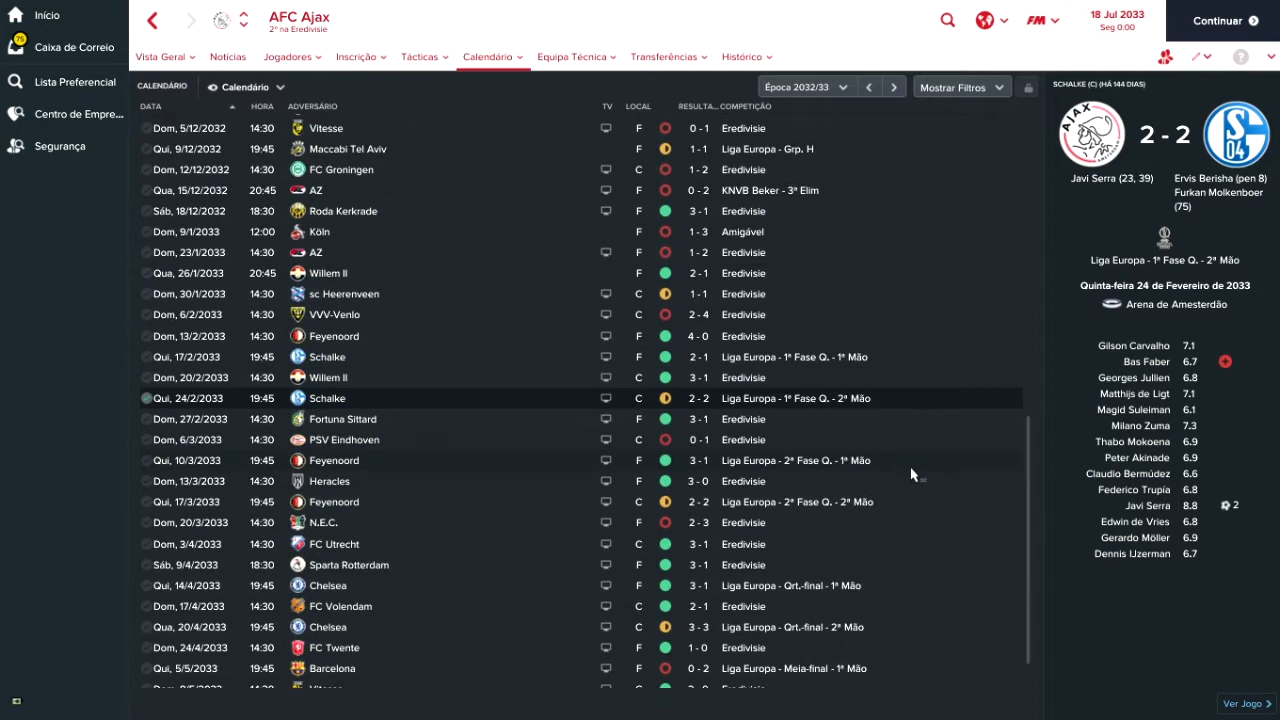 Início
75
Caixa de Correio
Lista Preferencial
Centro de Empre...
Segurança
AFC Ajax
2º na Eredivisie
FM
18 Jul 2033
Seg 0:00
Continuar
Vista Geral
Notícias
Jogadores
Inscrição
Tácticas
Calendário
Equipa Técnica
Transferências
Histórico
CALENDÁRIO
Calendário
Época 2032/33
Mostrar Filtros
DATA HORA ADVERSÁRIO TV LOCAL RESULTA... COMPETIÇÃO
Dom, 5/12/2032 14:30 Vitesse F 0 - 1 Eredivisie
Qui, 9/12/2032 19:45 Maccabi Tel Aviv F 1 - 1 Liga Europa - Grp. H
Dom, 12/12/2032 14:30 FC Groningen C 1 - 2 Eredivisie
Qua, 15/12/2032 20:45 AZ F 0 - 2 KNVB Beker - 3ª Elim
Sáb, 18/12/2032 18:30 Roda Kerkrade F 3 - 1 Eredivisie
Dom, 9/1/2033 12:00 Köln F 1 - 3 Amigável
Dom, 23/1/2033 14:30 AZ F 1 - 2 Eredivisie
Qua, 26/1/2033 20:45 Willem II F 2 - 1 Eredivisie
Dom, 30/1/2033 14:30 sc Heerenveen C 1 - 1 Eredivisie
Dom, 6/2/2033 14:30 VVV-Venlo C 2 - 4 Eredivisie
Dom, 13/2/2033 14:30 Feyenoord F 4 - 0 Eredivisie
Qui, 17/2/2033 19:45 Schalke F 2 - 1 Liga Europa - 1ª Fase Q. - 1ª Mão
Dom, 20/2/2033 14:30 Willem II C 3 - 1 Eredivisie
Qui, 24/2/2033 19:45 Schalke C 2 - 2 Liga Europa - 1ª Fase Q. - 2ª Mão
Dom, 27/2/2033 14:30 Fortuna Sittard F 3 - 1 Eredivisie
Dom, 6/3/2033 14:30 PSV Eindhoven C 0 - 1 Eredivisie
Qui, 10/3/2033 19:45 Feyenoord F 3 - 1 Liga Europa - 2ª Fase Q. - 1ª Mão
Dom, 13/3/2033 14:30 Heracles F 3 - 0 Eredivisie
Qui, 17/3/2033 19:45 Feyenoord C 2 - 2 Liga Europa - 2ª Fase Q. - 2ª Mão
Dom, 20/3/2033 14:30 N.E.C. F 2 - 3 Eredivisie
Dom, 3/4/2033 14:30 FC Utrecht C 3 - 1 Eredivisie
Sáb, 9/4/2033 18:30 Sparta Rotterdam F 3 - 1 Eredivisie
Qui, 14/4/2033 19:45 Chelsea F 3 - 1 Liga Europa - Qrt.-final - 1ª Mão
Dom, 17/4/2033 14:30 FC Volendam C 2 - 1 Eredivisie
Qua, 20/4/2033 19:45 Chelsea C 3 - 3 Liga Europa - Qrt.-final - 2ª Mão
Dom, 24/4/2033 14:30 FC Twente F 1 - 0 Eredivisie
Qui, 5/5/2033 19:45 Barcelona F 0 - 2 Liga Europa - Meia-final - 1ª Mão
SCHALKE (C) (HÁ 144 DIAS)
AJAX
2 - 2
S 04
Javi Serra (23, 39)
Ervis Berisha (pen 8)
Furkan Molkenboer
(75)
Liga Europa - 1ª Fase Q. - 2ª Mão
Quinta-feira 24 de Fevereiro de 2033
Arena de Amesterdão
Gilson Carvalho 7.1
Bas Faber 6.7
Georges Jullien 6.8
Matthijs de Ligt 7.1
Magid Suleiman 6.1
Milano Zuma 7.3
Thabo Mokoena 6.9
Peter Akinade 6.9
Claudio Bermúdez 6.6
Federico Trupía 6.8
Javi Serra 8.8 2
Edwin de Vries 6.8
Gerardo Möller 6.9
Dennis IJzerman 6.7
Ver Jogo